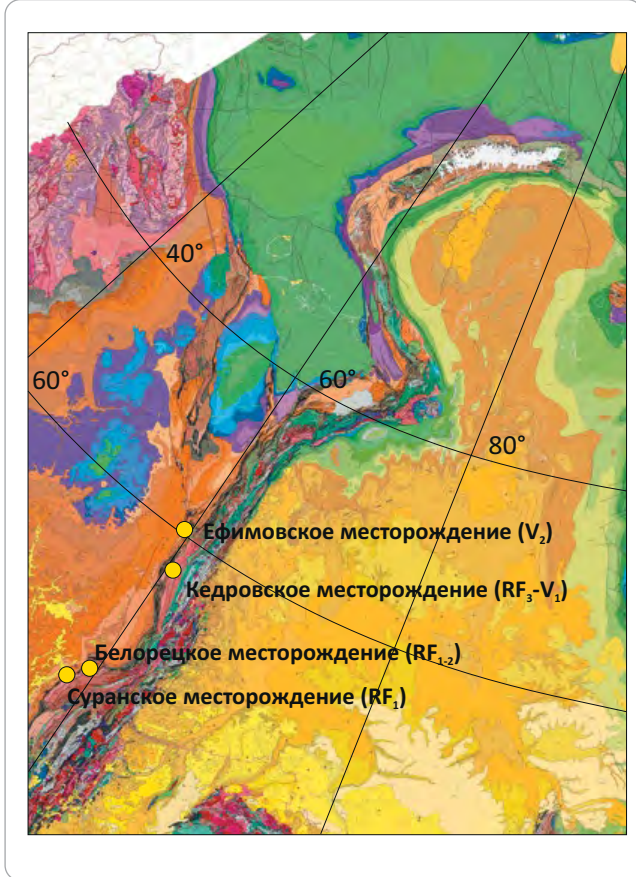 40°
60°
60°
80°
Ефимовское месторождение (V₂)
Кедровское месторождение (RF₃-V₁)
Белорецкое месторождение (RF₁₋₂)
Суранское месторождение (RF₁)